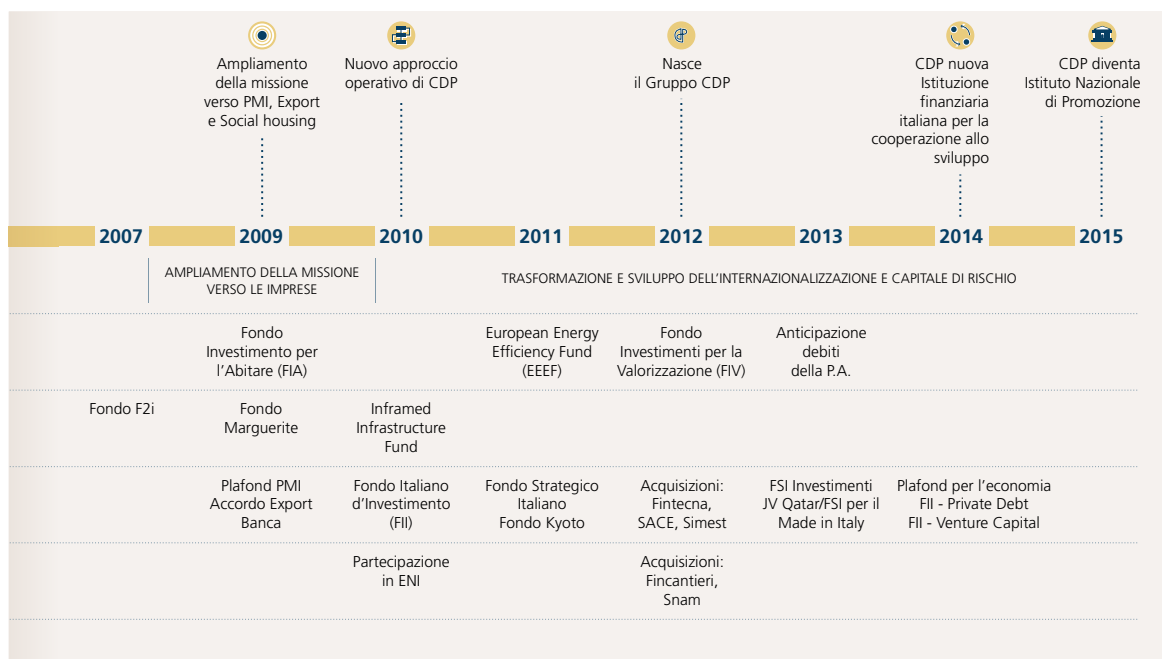 Ampliamento
della missione
verso PMI, Export
e Social housing
Nuovo approccio
operativo di CDP
Nasce
il Gruppo CDP
CDP nuova
Istituzione
finanziaria
italiana per la
cooperazione allo
sviluppo
CDP diventa
Istituto Nazionale
di Promozione
2007 2009 2010 2011 2012 2013 2014 2015
AMPLIAMENTO DELLA MISSIONE
VERSO LE IMPRESE
TRASFORMAZIONE E SVILUPPO DELL'INTERNAZIONALIZZAZIONE E CAPITALE DI RISCHIO
Fondo
Investimento per
l'Abitare (FIA)
European Energy
Efficiency Fund
(EEEF)
Fondo
Investimenti per la
Valorizzazione (FIV)
Anticipazione
debiti
della P.A.
Fondo F2i
Fondo
Marguerite
Inframed
Infrastructure
Fund
Plafond PMI
Accordo Export
Banca
Fondo Italiano
d'Investimento
(FII)
Fondo Strategico
Italiano
Fondo Kyoto
Acquisizioni:
Fintecna,
SACE, Simest
FSI Investimenti
JV Qatar/FSI per il
Made in Italy
Plafond per l'economia
FII - Private Debt
FII - Venture Capital
Partecipazione
in ENI
Acquisizioni:
Fincantieri,
Snam